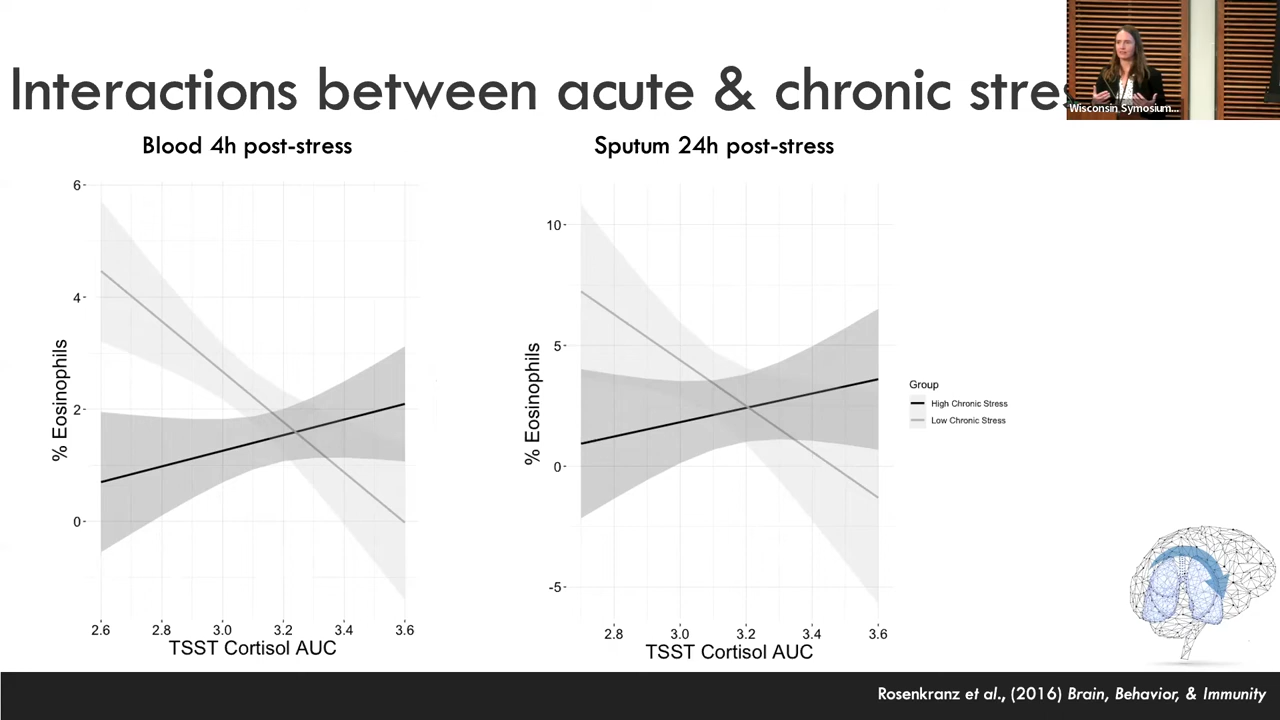 Interactions between acute & chronic stres
Wisconsin Symposium...
Blood 4h post-stress
Sputum 24h post-stress
6
4
2
0
% Eosinophils
2.6 2.8 3.0 3.2 3.4 3.6
TSST Cortisol AUC
10
5
0
-5
% Eosinophils
2.8 3.0 3.2 3.4 3.6
TSST Cortisol AUC
Group
High Chronic Stress
Low Chronic Stress
Rosenkranz et al., (2016) Brain, Behavior, & Immunity